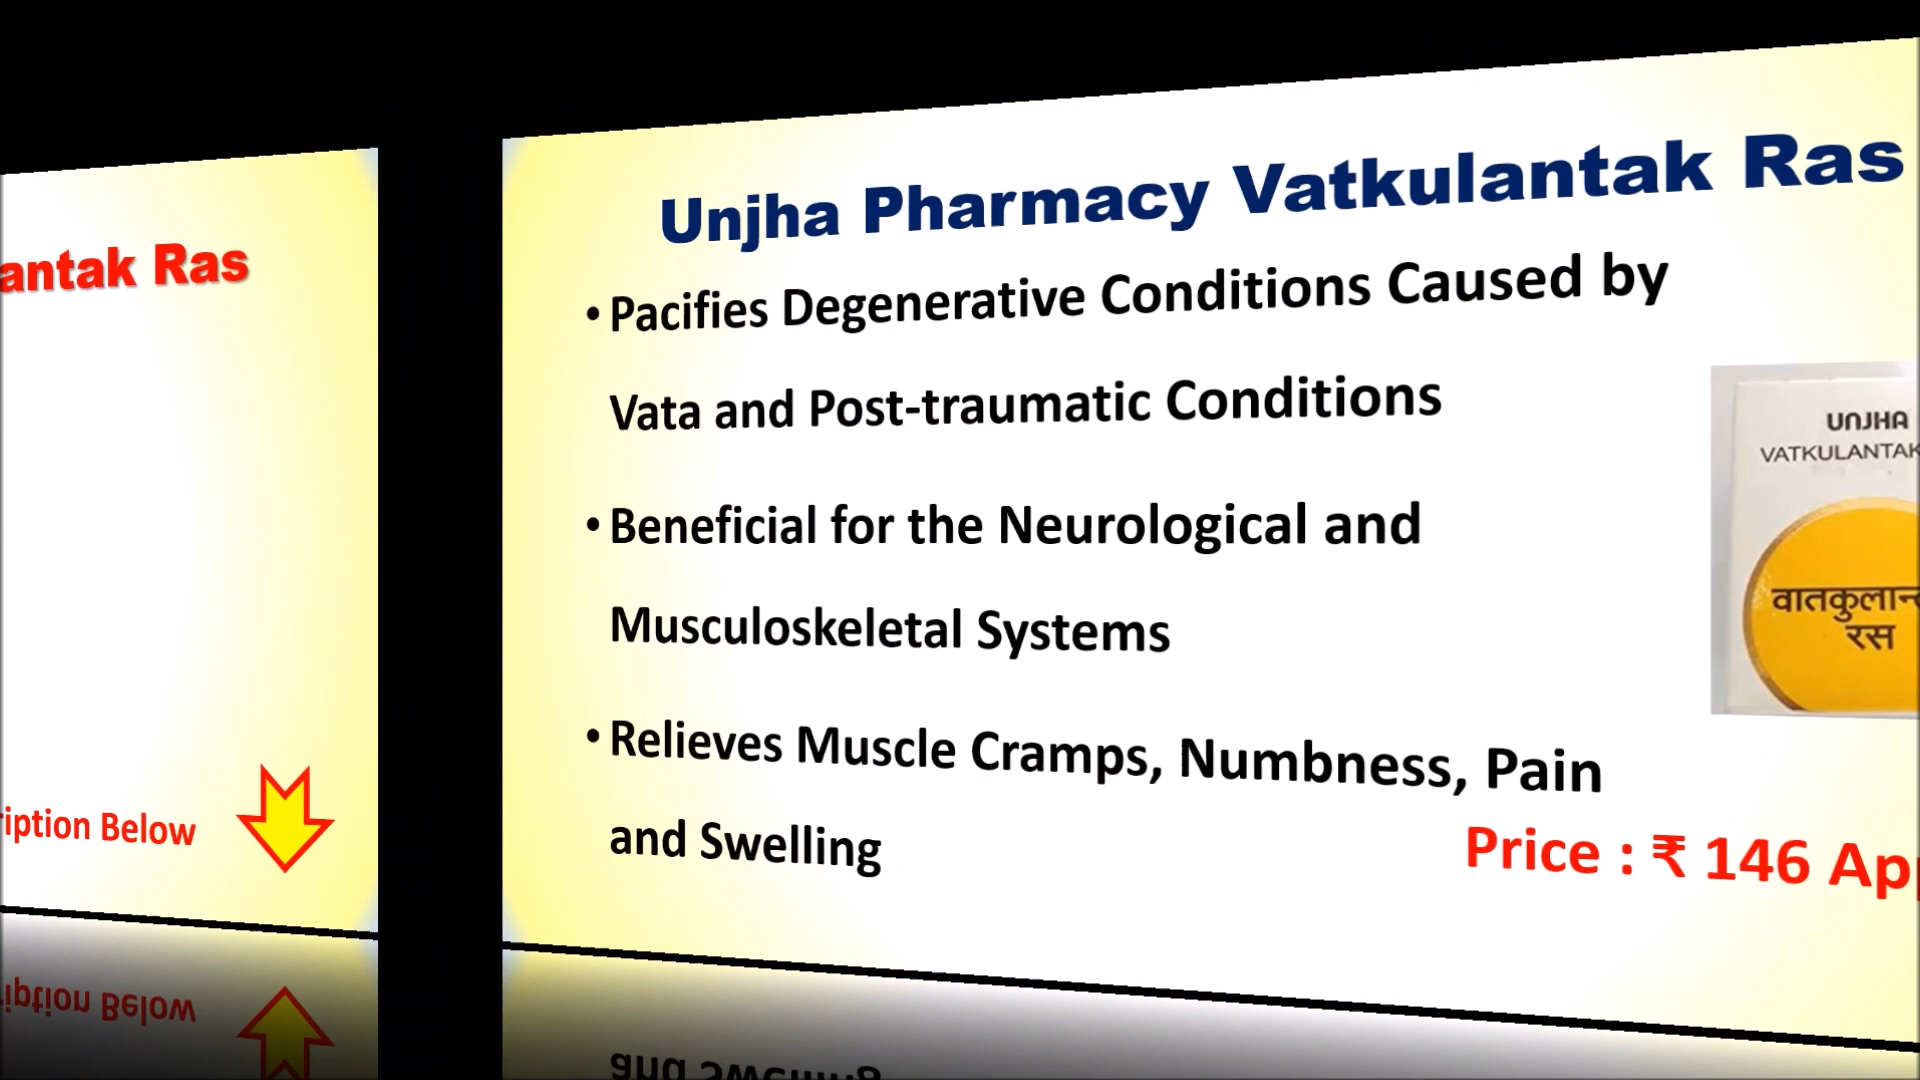 antak Ras
iption Below
Unjha Pharmacy Vatkulantak Ras
• Pacifies Degenerative Conditions Caused by
Vata and Post-traumatic Conditions
• Beneficial for the Neurological and
Musculoskeletal Systems
• Relieves Muscle Cramps, Numbness, Pain
and Swelling
UNJHA
VATKULANTAK
वातकुलान्
रस
Price : ₹ 146 Ap